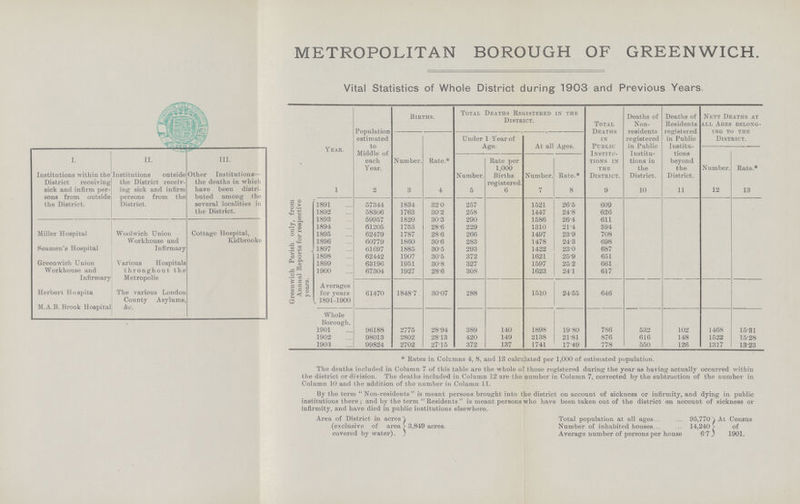 METROPOLITAN BOROUGH OF GREENWICH.
Vital Statistics of Whole District during 1903 and Previous Years.
I. II. III.
Institutions within the District receiving sick and infirm persons from outside the District.
Institutions outside the District receiving sick and infirm persons from the District.
Other Institutions—the deaths in which have been distributed among the several localities in the District.
Miller Hospital
Seamen's Hospital
Greenwich Union Workhouse and Infirmary
Herbert Hospita
M.A.B. Brook Hospital
Woolwich Union Workhouse and Infirmary
Various Hospitals throughout the Metropolis
The various London County Asylums, &c.
Cottage Hospital, Kidbrooke
YEAR.
Population estimated to Middle of each Year.
BIRTHS.
Number. Rate.*
TOTAL DEATHS REGISTERED IN THE DISTRICT.
Under 1 Year of Age.
Number. Rate per 1,000 Births registered.
At all Ages.
Number. Rate.*
TOTAL DEATHS IN PUBLIC INSTITUTIONS IN THE DISTRICT.
Deaths of Non-residents registered in Public Institutions in the District.
Deaths of Residents registered in Public Institutions beyond the District.
NETT DEATHS AT ALL AGES BELONGING TO THE DISTRICT.
Number. Rate.*
1 2 3 4 5 6 7 8 9 10 11 12 13
Greenwich Parish only, from Annual Reports for respective years.
1891 ... 57344 1834 32·0 257 1521 26·5 609
1892 ... 58306 1763 30·2 258 1447 24·8 626
1893 ... 59957 1820 30·3 290 1586 26·4 611
1894 ... 61205 1755 28·6 229 1310 21·4 594
1895 ... 62479 1787 28·6 266 1497 23·9 708
1896 ... 60779 1860 30·6 283 1478 24·3 698
1897 ... 61697 1885 30·5 293 1422 23·0 687
1898 ... 62442 1907 30·5 372 1621 25·9 651
1899 ... 63196 1951 30·8 327 1597 25·2 661
1900 ... 67304 1927 28·6 308 1623 24·1 617
Averages for years 1891-1900 61470 1848·7 30·07 288 1510 24·55 646
Whole Borough.
1901 ... 96188 2775 28·94 389 140 1898 19·80 786 532 102 1468 15·31
1902 ... 98013 2802 28·13 420 149 2138 21·81 876 616 148 1522 15·28
1903 ... 99824 2702 27·15 372 137 1741 17·49 778 550 126 1317 13·23
* Rates in Columns 4, 8, and 13 calculated per 1,000 of estimated population.
The deaths included in Column 7 of this table are the whole of those registered during the year as having actually occurred within
the district or division. The deaths included in Column 12 are the number in Column 7, corrected by the subtraction of the number in
Column 10 and the addition of the number in Column 11.
By the term "Non-residents" is meant persons brought into the district on account of sickness or infirmity, and dying in public
institutions there; and by the term "Residents" is meant persons who have been taken out of the district on account of sickness or
infirmity, and have died in public institutions elsewhere.
Area of District in acres (exclusive of area covered by water). } 3,849 acres.
Total population at all ages... ... 95,770
Number of inhabited houses... ... 14,240
Average number of persons per house 6·7
} At Census of 1901.